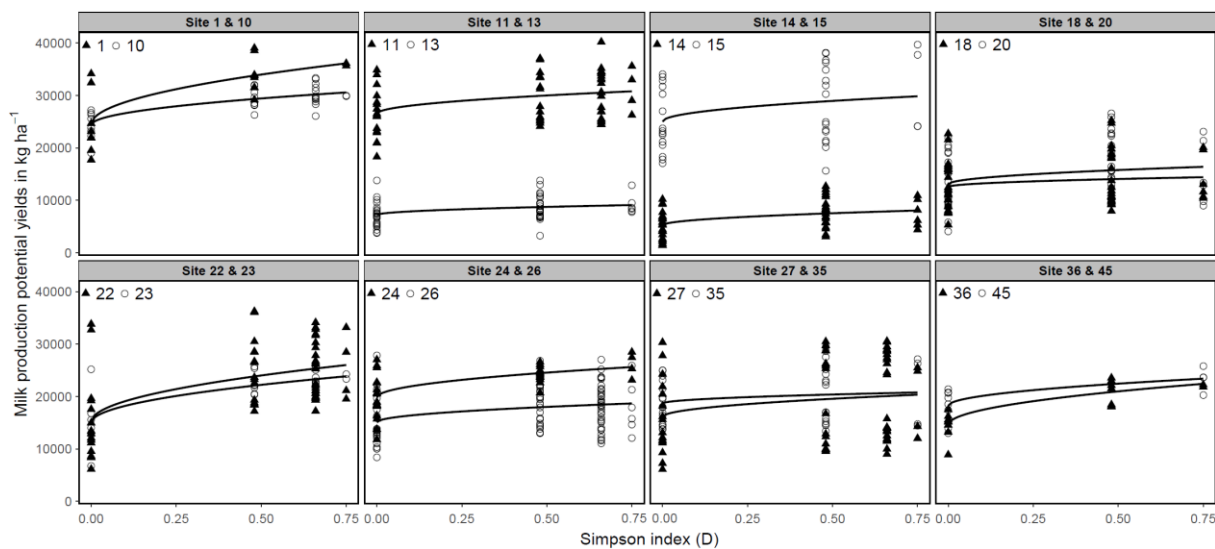 Site 1 & 10 Site 11 & 13 Site 14 & 15 Site 18 & 20
40000 ▲ 1 ○ 10 ▲ 11 ○ 13 ▲ 14 ○ 15 ▲ 18 ○ 20
30000
20000
10000
0
Site 22 & 23 Site 24 & 26 Site 27 & 35 Site 36 & 45
40000 ▲ 22 ○ 23 ▲ 24 ○ 26 ▲ 27 ○ 35 ▲ 36 ○ 45
30000
20000
10000
0
0.00 0.25 0.50 0.75 0.00 0.25 0.50 0.75 0.00 0.25 0.50 0.75 0.00 0.25 0.50 0.75
Simpson index (D)
Milk production potential yields in kg ha⁻¹